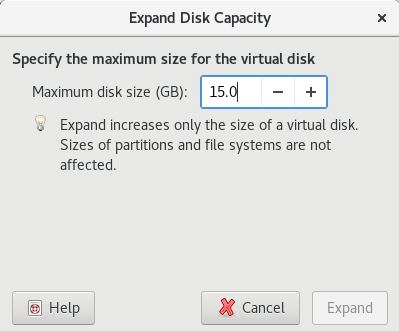 Expand Disk Capacity
Specify the maximum size for the virtual disk
Maximum disk size (GB): 15.0
Expand increases only the size of a virtual disk.
Sizes of partitions and file systems are not
affected.
Help Cancel Expand